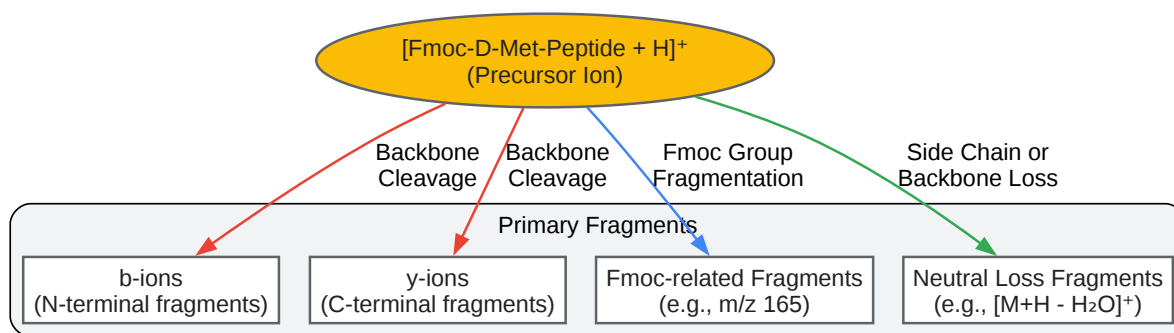 [Fmoc-D-Met-Peptide + H]⁺
(Precursor Ion)
Backbone
Cleavage
Backbone
Cleavage
Fmoc Group
Fragmentation
Side Chain or
Backbone Loss
Primary Fragments
b-ions
(N-terminal fragments)
y-ions
(C-terminal fragments)
Fmoc-related Fragments
(e.g., m/z 165)
Neutral Loss Fragments
(e.g., [M+H - H₂O]⁺)